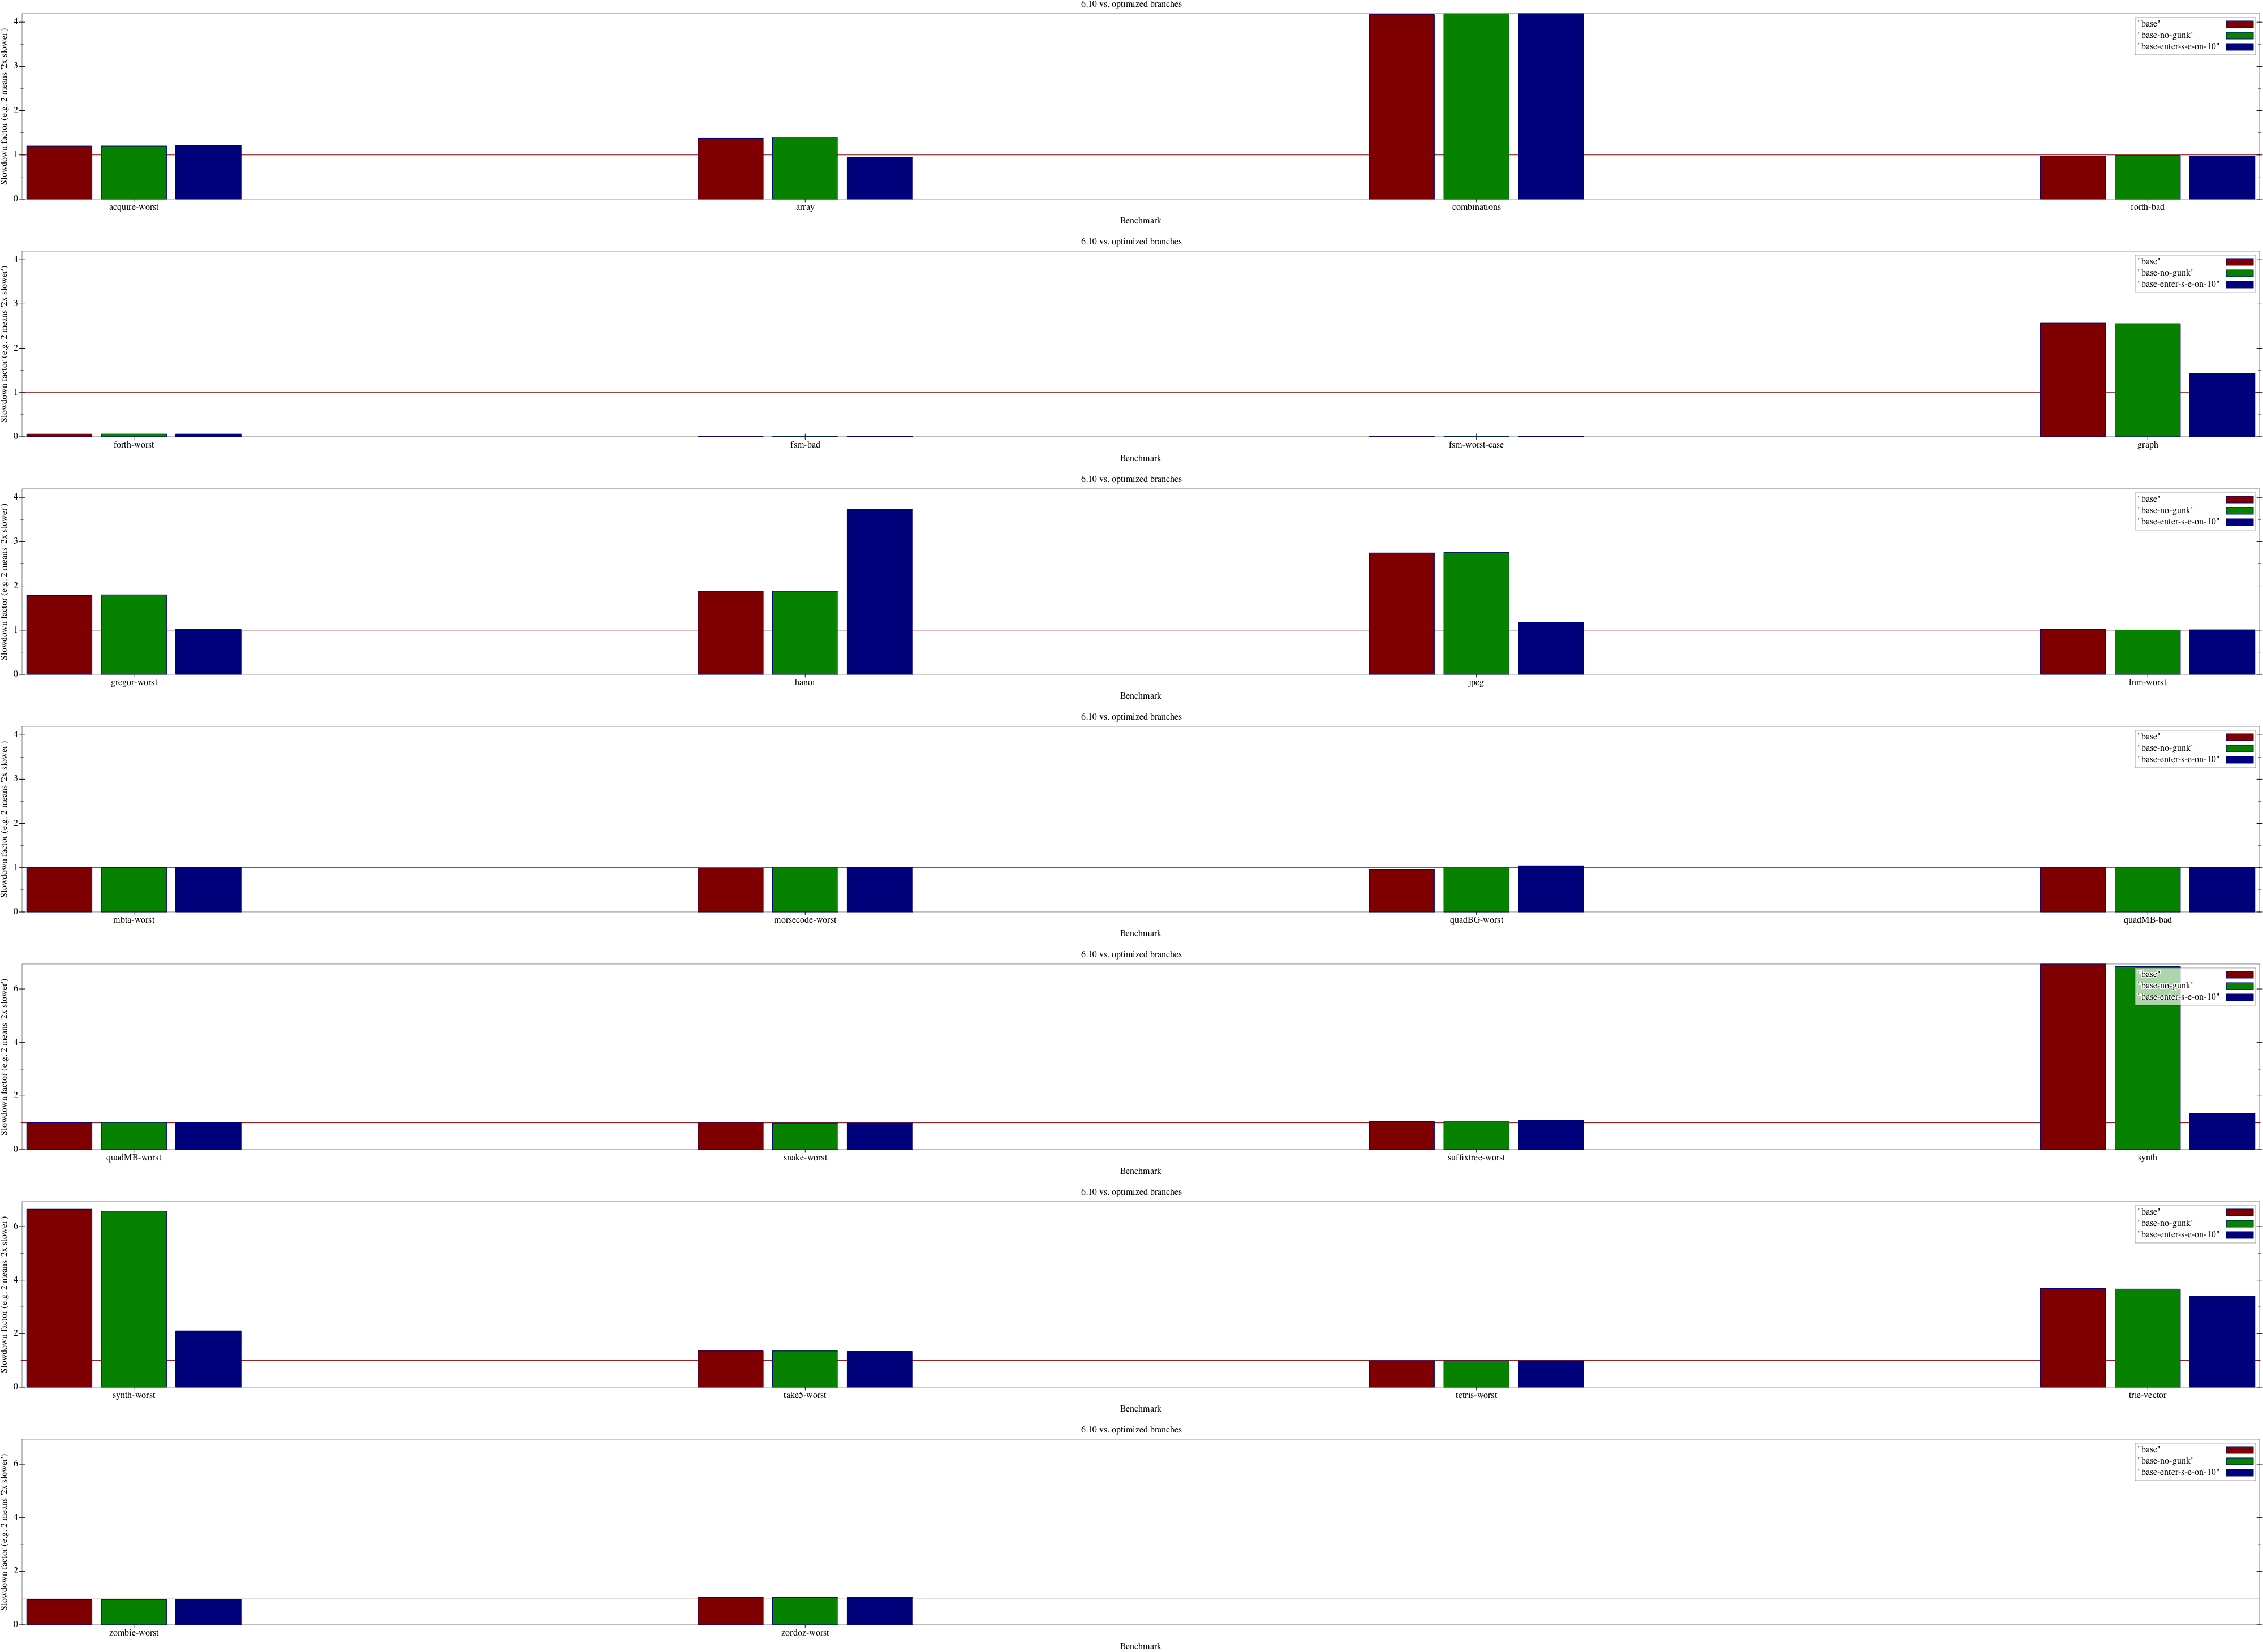 6.10 vs. optimized branches
Slowdown factor (e.g. 2 means '2x slower')
4
3
2
1
0
"base"
"base-no-gunk"
"base-enter-s-e-on-10"
acquire-worst
array
combinations
forth-bad
Benchmark
6.10 vs. optimized branches
Slowdown factor (e.g. 2 means '2x slower')
4
3
2
1
0
"base"
"base-no-gunk"
"base-enter-s-e-on-10"
forth-worst
fsm-bad
fsm-worst-case
graph
Benchmark
6.10 vs. optimized branches
Slowdown factor (e.g. 2 means '2x slower')
4
3
2
1
0
"base"
"base-no-gunk"
"base-enter-s-e-on-10"
gregor-worst
hanoi
jpeg
lnm-worst
Benchmark
6.10 vs. optimized branches
Slowdown factor (e.g. 2 means '2x slower')
4
3
2
1
0
"base"
"base-no-gunk"
"base-enter-s-e-on-10"
mbta-worst
morsecode-worst
quadBG-worst
quadMB-bad
Benchmark
6.10 vs. optimized branches
Slowdown factor (e.g. 2 means '2x slower')
6
4
2
0
"base"
"base-no-gunk"
"base-enter-s-e-on-10"
quadMB-worst
snake-worst
suffixtree-worst
synth
Benchmark
6.10 vs. optimized branches
Slowdown factor (e.g. 2 means '2x slower')
6
4
2
0
"base"
"base-no-gunk"
"base-enter-s-e-on-10"
synth-worst
take5-worst
tetris-worst
trie-vector
Benchmark
6.10 vs. optimized branches
Slowdown factor (e.g. 2 means '2x slower')
6
4
2
0
"base"
"base-no-gunk"
"base-enter-s-e-on-10"
zombie-worst
zordoz-worst
Benchmark